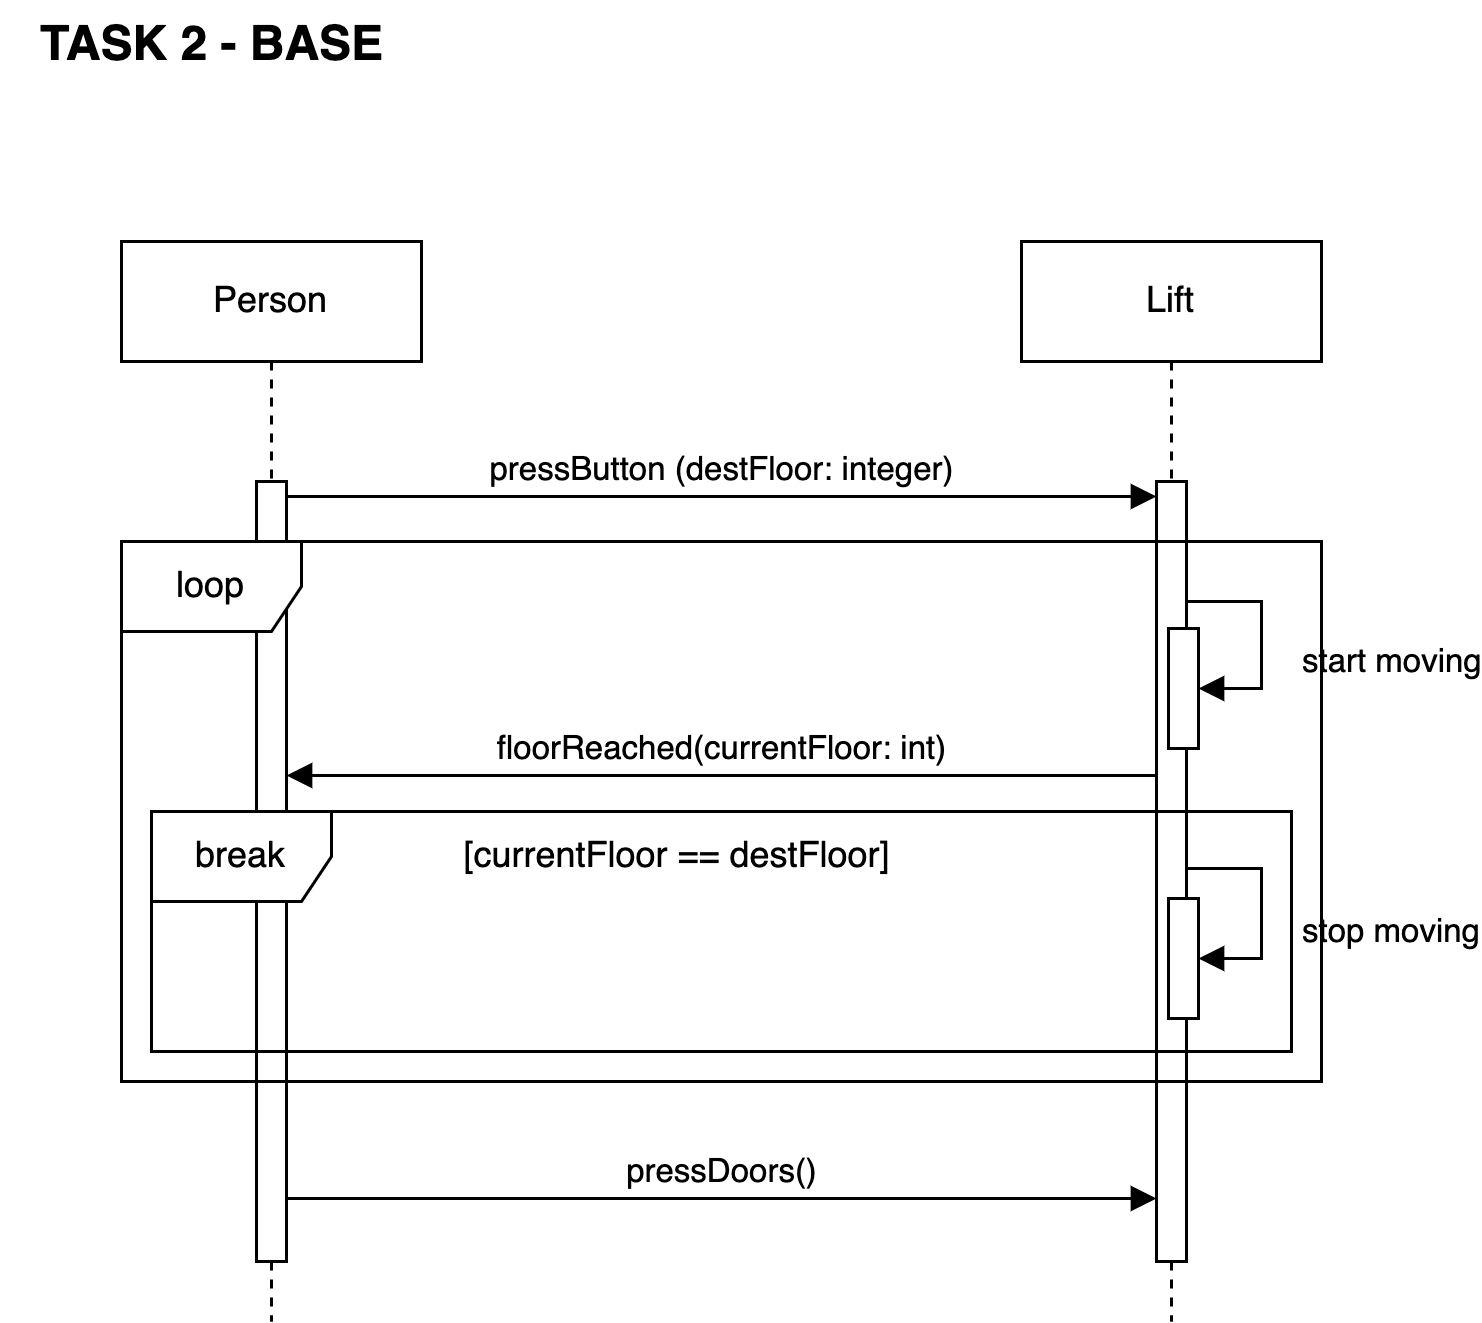 TASK 2 - BASE
Person
Lift
pressButton (destFloor: integer)
loop
start moving
floorReached(currentFloor: int)
break
[currentFloor == destFloor]
stop moving
pressDoors()